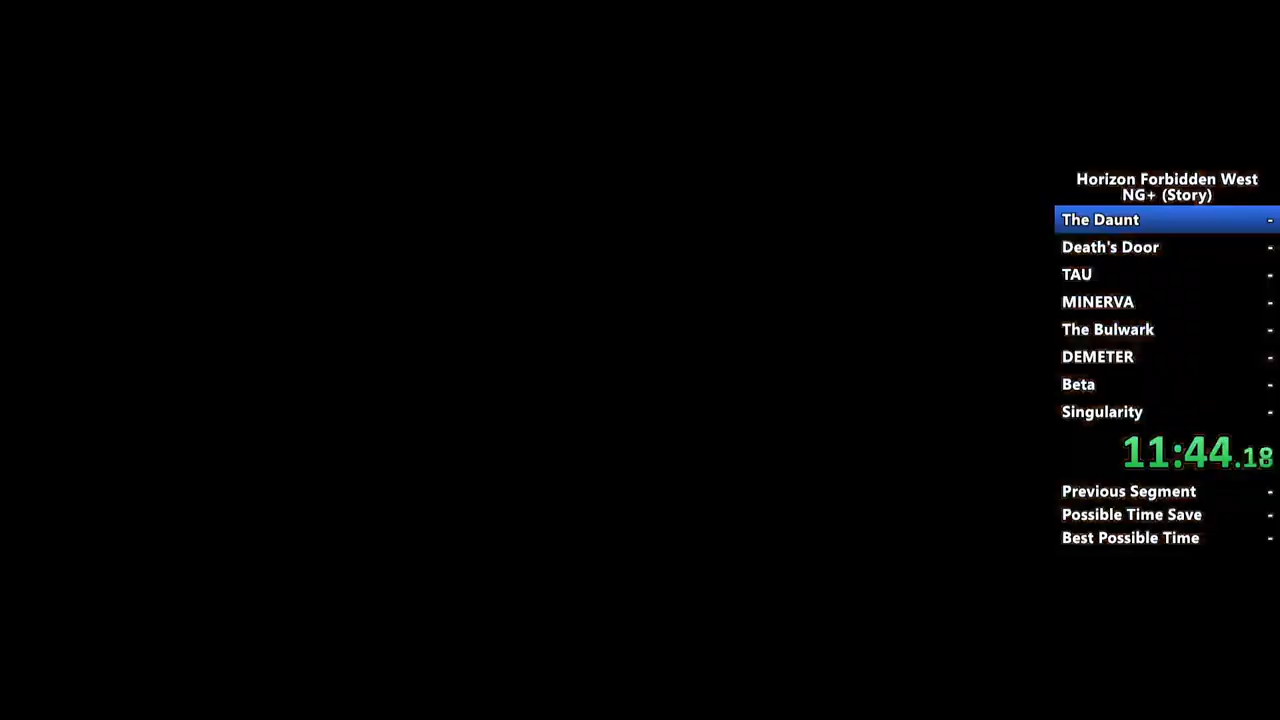 Horizon Forbidden West
NG+ (Story)
The Daunt -
Death's Door -
TAU -
MINERVA -
The Bulwark -
DEMETER -
Beta -
Singularity -
11:44.18
Previous Segment -
Possible Time Save -
Best Possible Time -